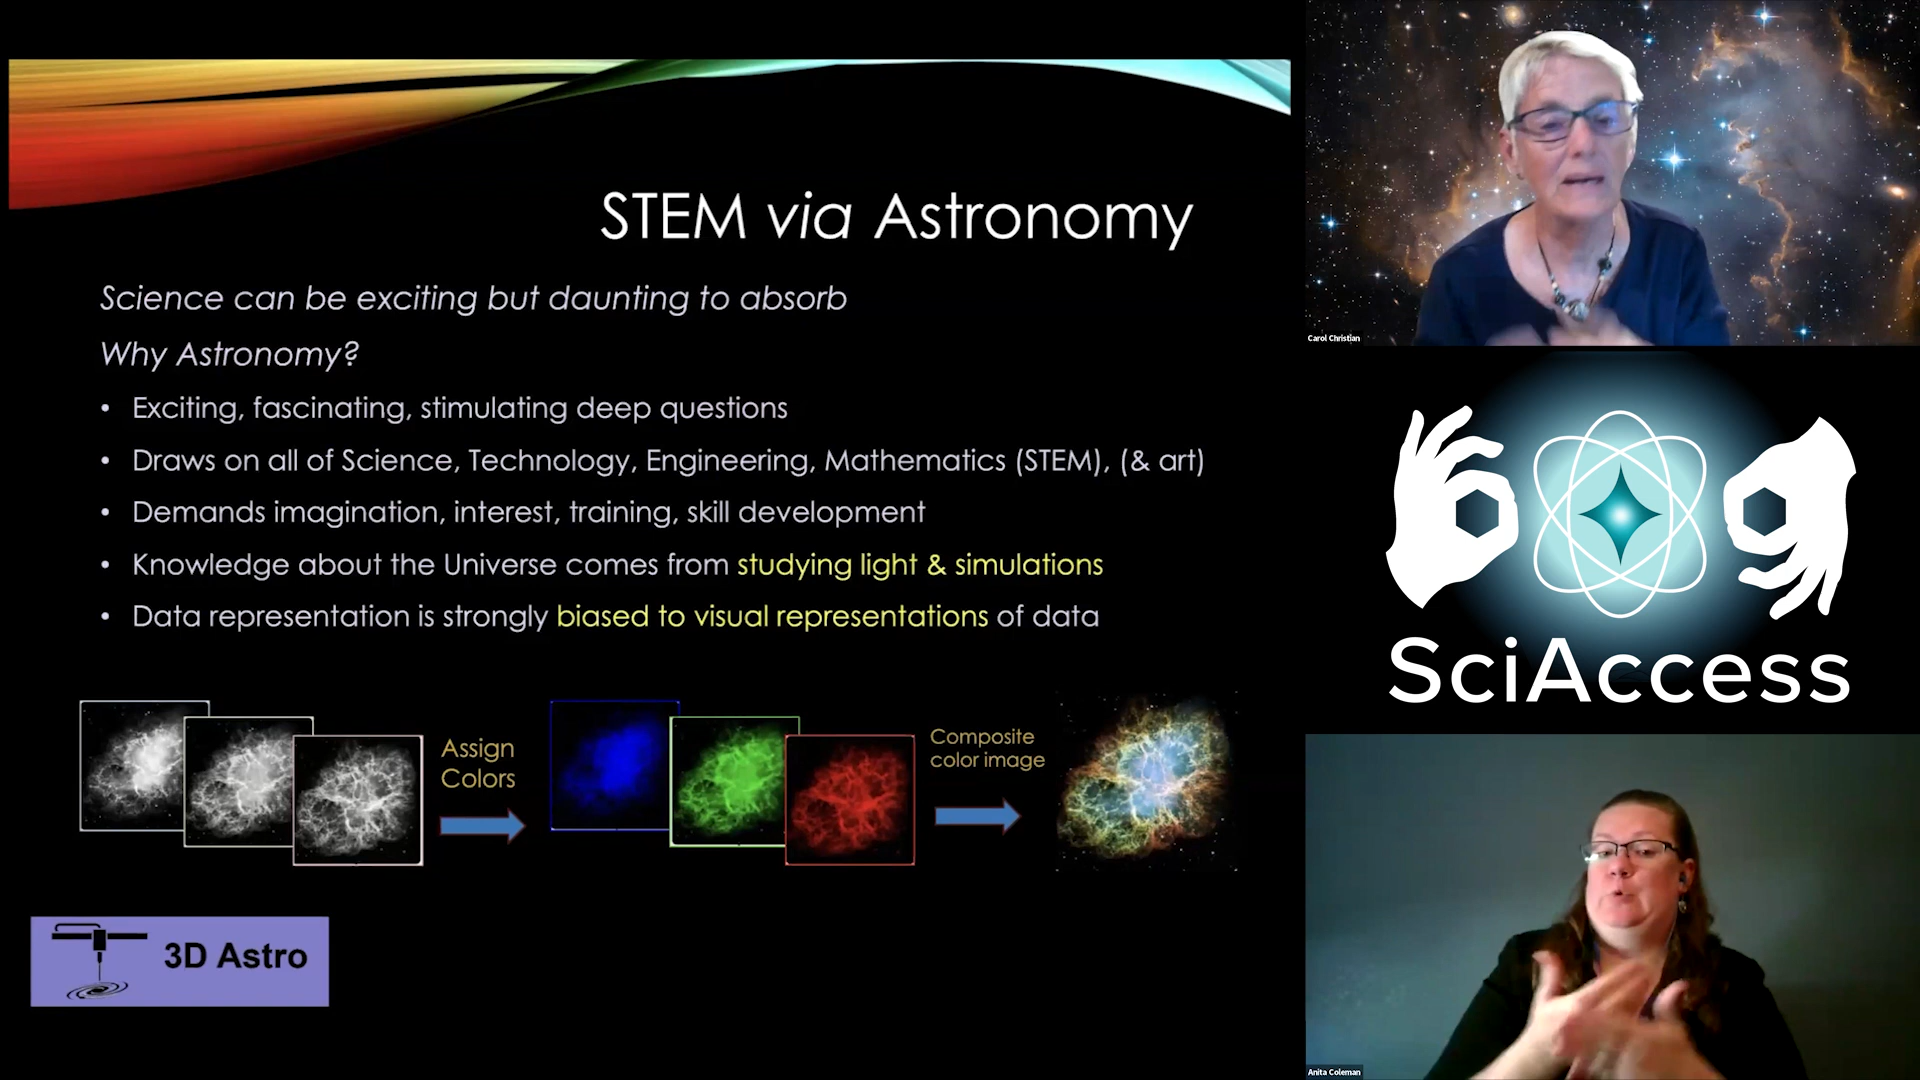 STEM via Astronomy
Science can be exciting but daunting to absorb
Why Astronomy?
• Exciting, fascinating, stimulating deep questions
• Draws on all of Science, Technology, Engineering, Mathematics (STEM), (& art)
• Demands imagination, interest, training, skill development
• Knowledge about the Universe comes from studying light & simulations
• Data representation is strongly biased to visual representations of data
Assign
Colors
Composite
color image
3D Astro
Carol Christian
SciAccess
Anita Coleman